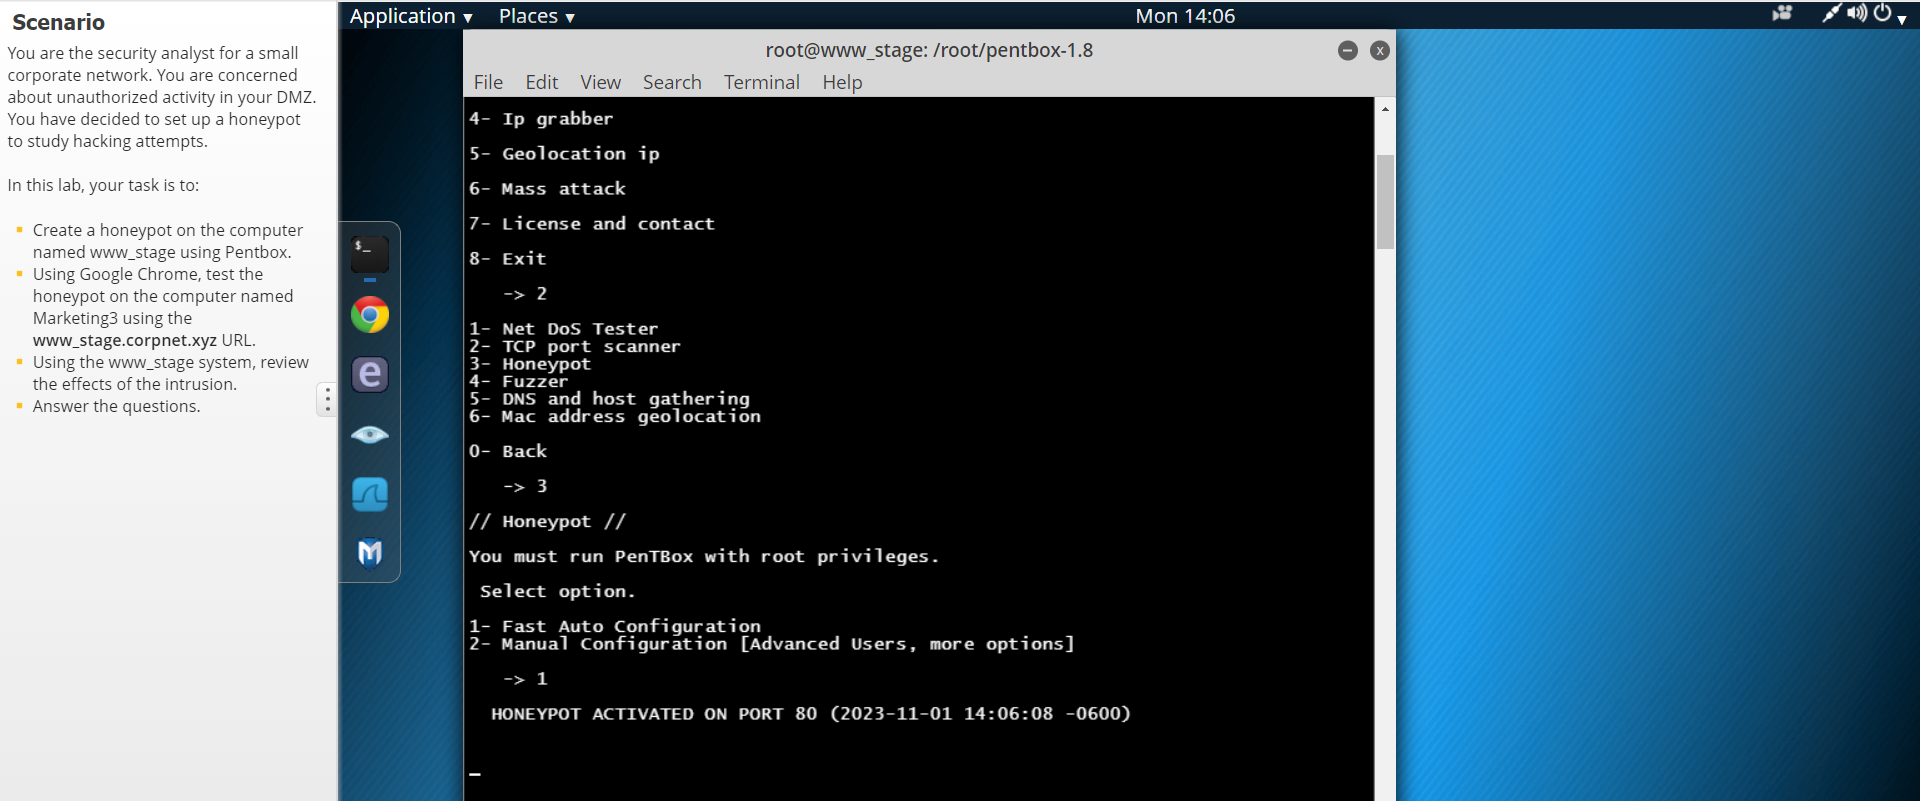 Scenario
You are the security analyst for a small
corporate network. You are concerned
about unauthorized activity in your DMZ.
You have decided to set up a honeypot
to study hacking attempts.
In this lab, your task is to:
Create a honeypot on the computer
named www_stage using Pentbox.
Using Google Chrome, test the
honeypot on the computer named
Marketing3 using the
www_stage.corpnet.xyz URL.
Using the www_stage system, review
the effects of the intrusion.
Answer the questions.
Application ▾ Places ▾ Mon 14:06
$_
e
M
root@www_stage: /root/pentbox-1.8
File Edit View Search Terminal Help
4- Ip grabber
5- Geolocation ip
6- Mass attack
7- License and contact
8- Exit
-> 2
1- Net DoS Tester
2- TCP port scanner
3- Honeypot
4- Fuzzer
5- DNS and host gathering
6- Mac address geolocation
0- Back
-> 3
// Honeypot //
You must run PenTBox with root privileges.
Select option.
1- Fast Auto Configuration
2- Manual Configuration [Advanced Users, more options]
-> 1
HONEYPOT ACTIVATED ON PORT 80 (2023-11-01 14:06:08 -0600)